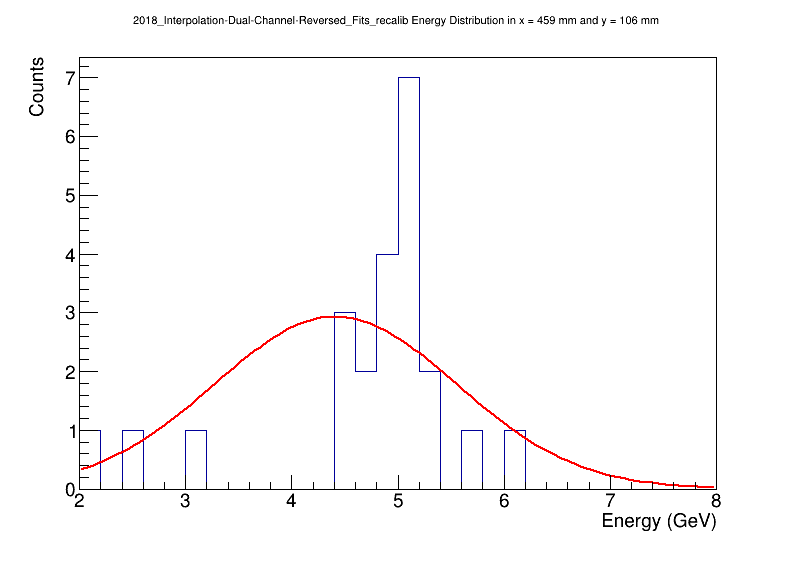 2018_Interpolation-Dual-Channel-Reversed_Fits_recalib Energy Distribution in x = 459 mm and y = 106 mm
Counts
7
6
5
4
3
2
1
0
2 3 4 5 6 7 8
Energy (GeV)